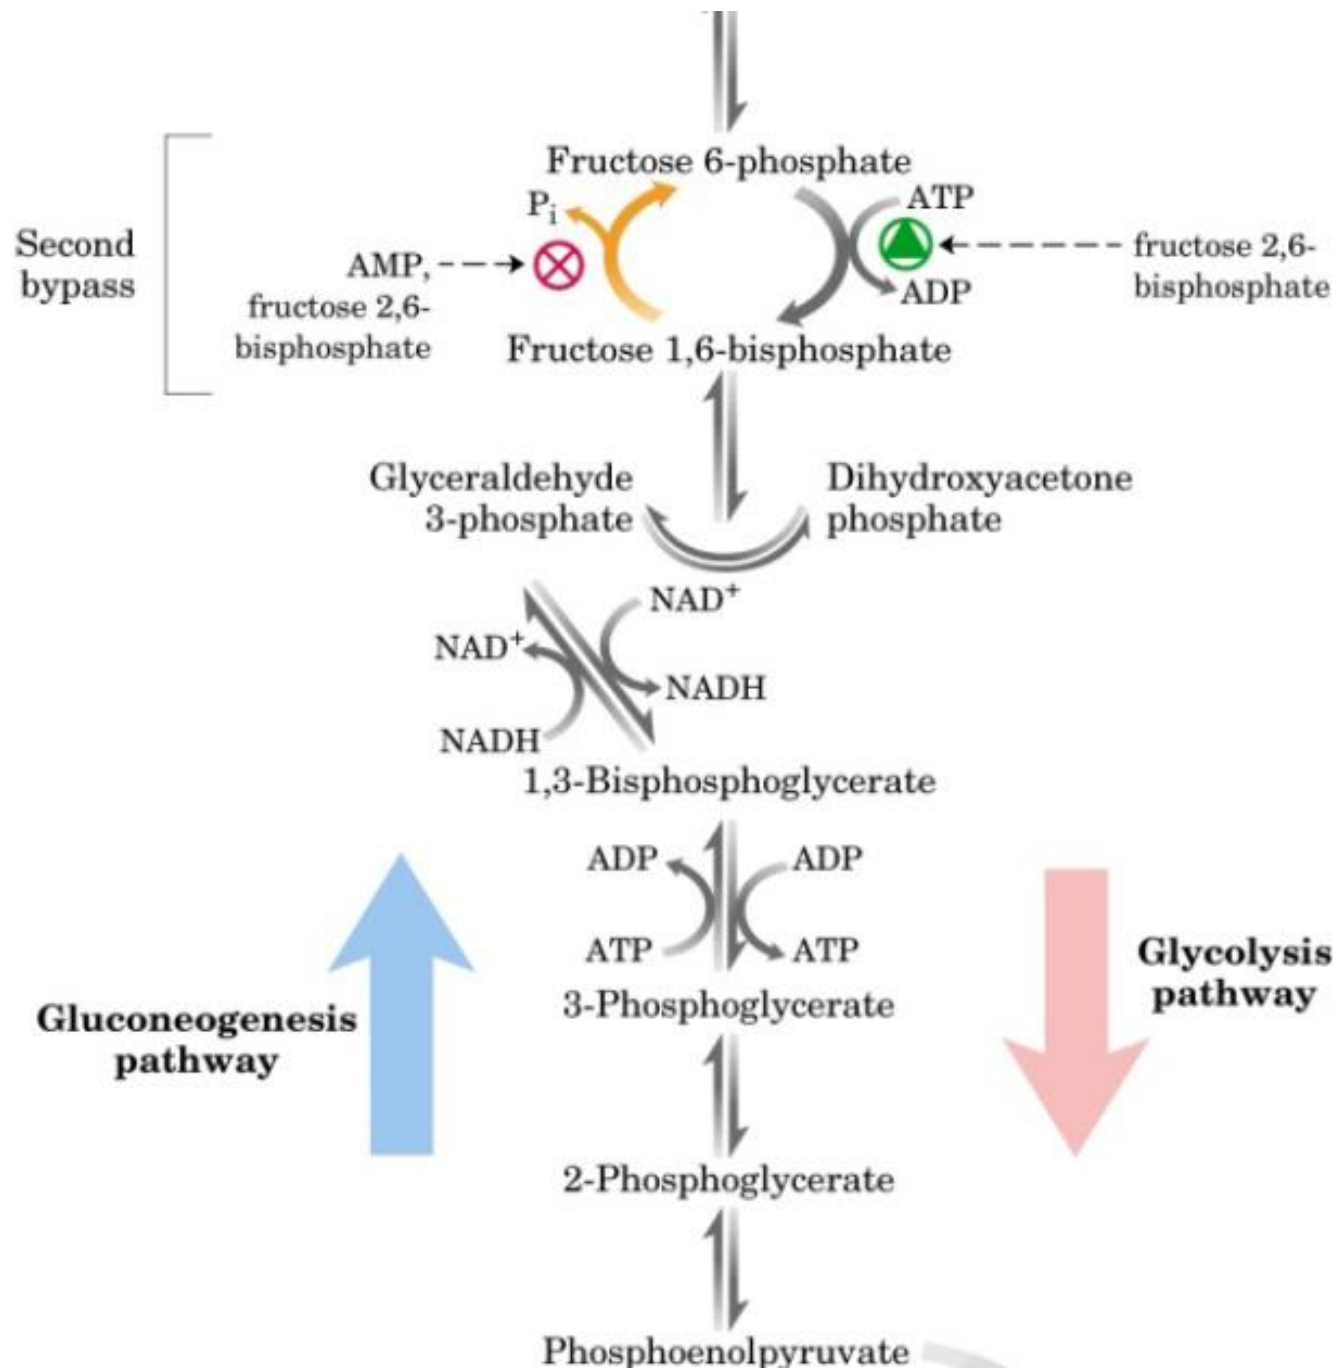 Fructose 6-phosphate
Pi
ATP
Second
bypass
AMP,
fructose 2,6-
bisphosphate
fructose 2,6-
bisphosphate
ADP
Fructose 1,6-bisphosphate
Glyceraldehyde
3-phosphate
Dihydroxyacetone
phosphate
NAD+
NAD+
NADH
NADH
1,3-Bisphosphoglycerate
ADP
ADP
ATP
ATP
3-Phosphoglycerate
Gluconeogenesis
pathway
Glycolysis
pathway
2-Phosphoglycerate
Phosphoenolpyruvate